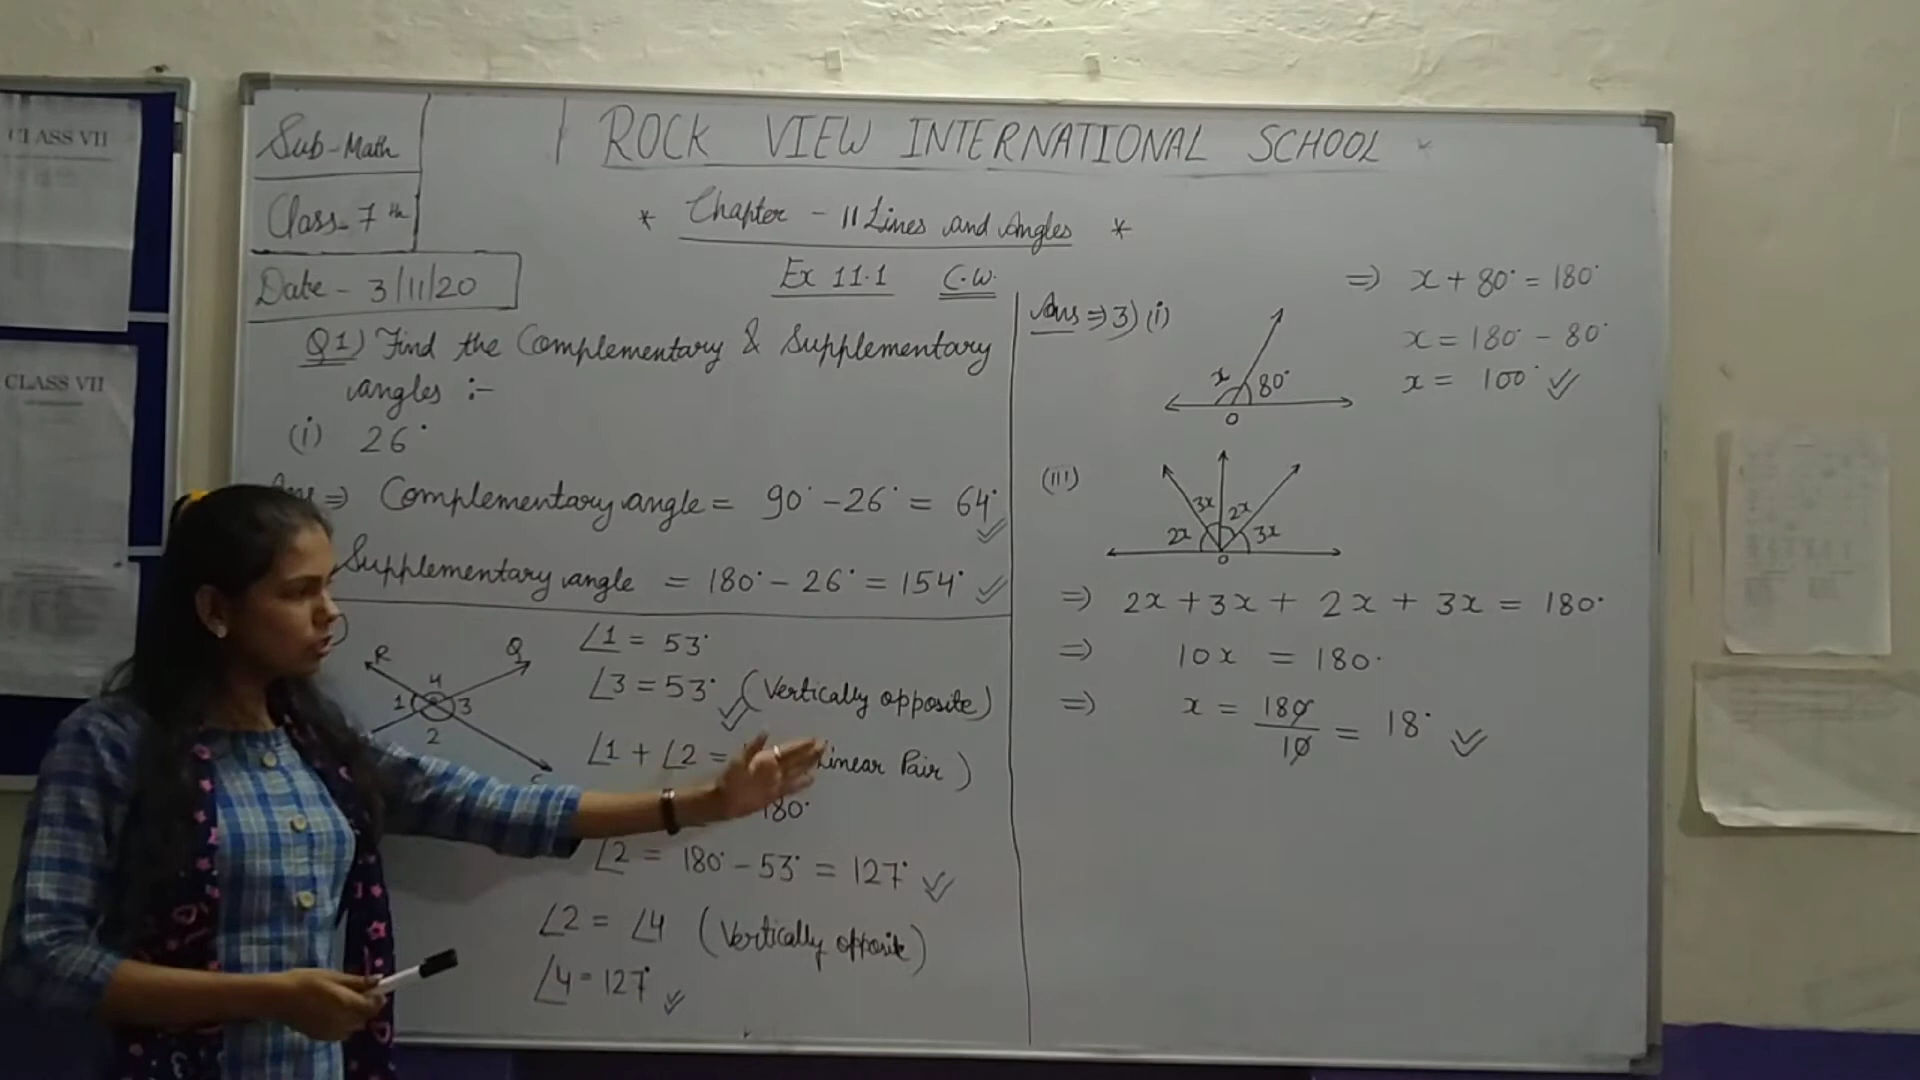 CLASS VII
CLASS VII
Sub-Math
Class-7th
Date - 3/11/20
ROCK VIEW INTERNATIONAL SCHOOL
* Chapter - 11 Lines and Angles *
Ex 11.1 C.W.
Q1) Find the Complementary & Supplementary
angles :-
(i) 26°
Ans => Complementary angle = 90° - 26° = 64°
Supplementary angle = 180° - 26° = 154°
R Q
4
1 3
2
∠1 = 53°
∠3 = 53° (Vertically opposite)
∠1 + ∠2 = Linear Pair )
180°
∠2 = 180° - 53° = 127°
∠2 = ∠4 (Vertically opposite)
∠4 = 127°
Ans => 3) (i)
x 80°
O
=> x + 80° = 180°
x = 180° - 80°
x = 100°
(iii)
2x 3x 2x 3x
O
=> 2x + 3x + 2x + 3x = 180°
=> 10x = 180°
=> x = 180/10 = 18°